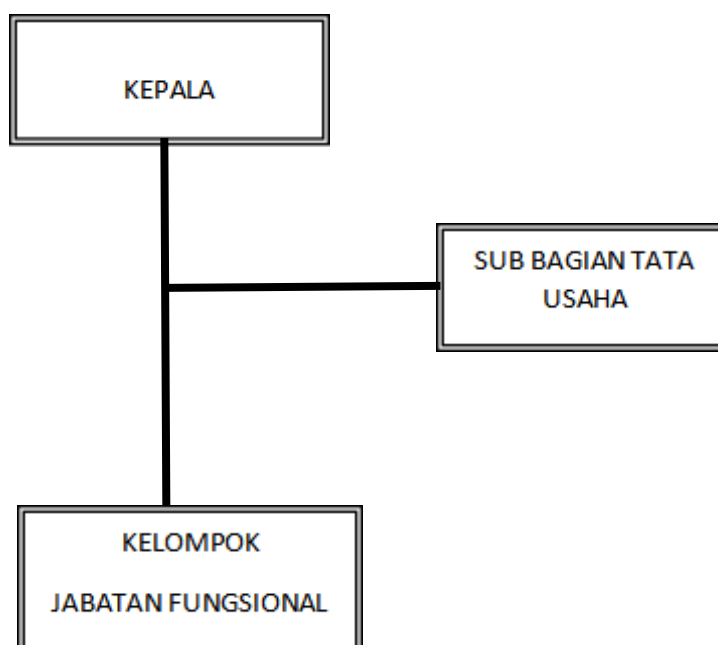 KEPALA
SUB BAGIAN TATA
USAHA
KELOMPOK
JABATAN FUNGSIONAL